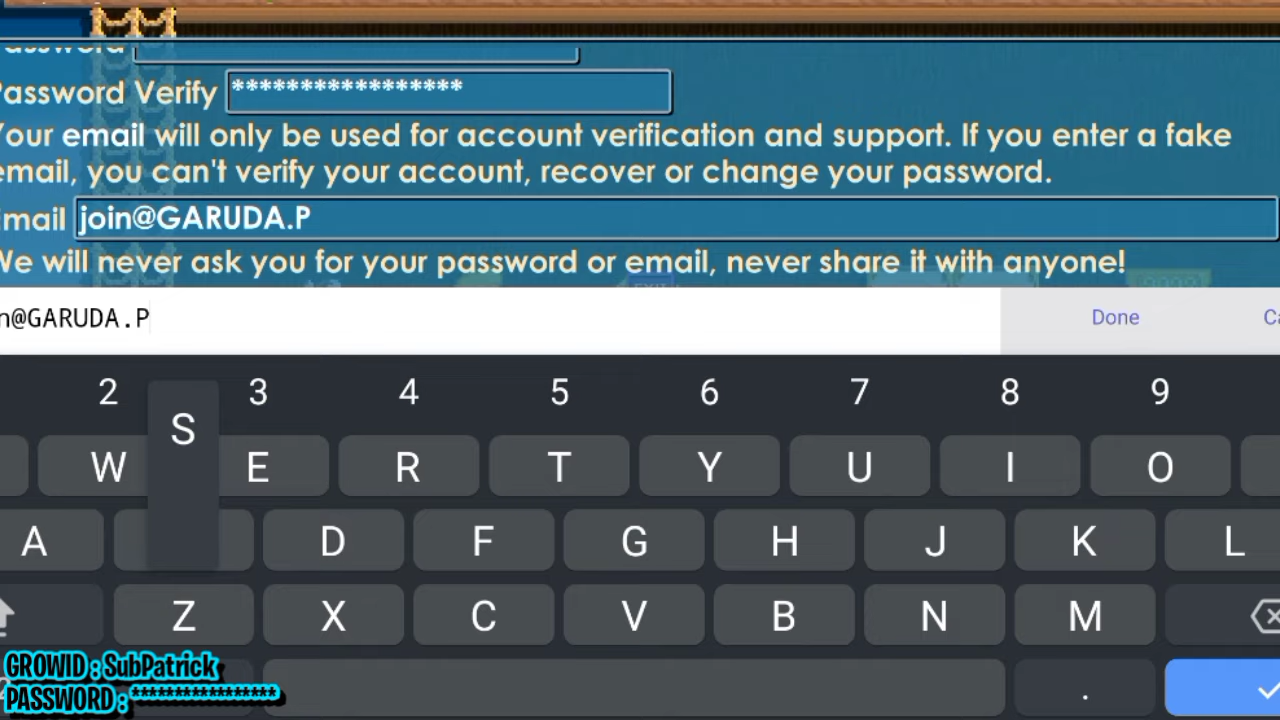 assword
Password Verify *****************
Your email will only be used for account verification and support. If you enter a fake
email, you can't verify your account, recover or change your password.
Email join@GARUDA.P
We will never ask you for your password or email, never share it with anyone!
n@GARUDA.P
Done Ca
2 3 4 5 6 7 8 9
W S E R T Y U I O
A D F G H J K L
Z X C V B N M
.
GROWID : SubPatrick
PASSWORD : *****************